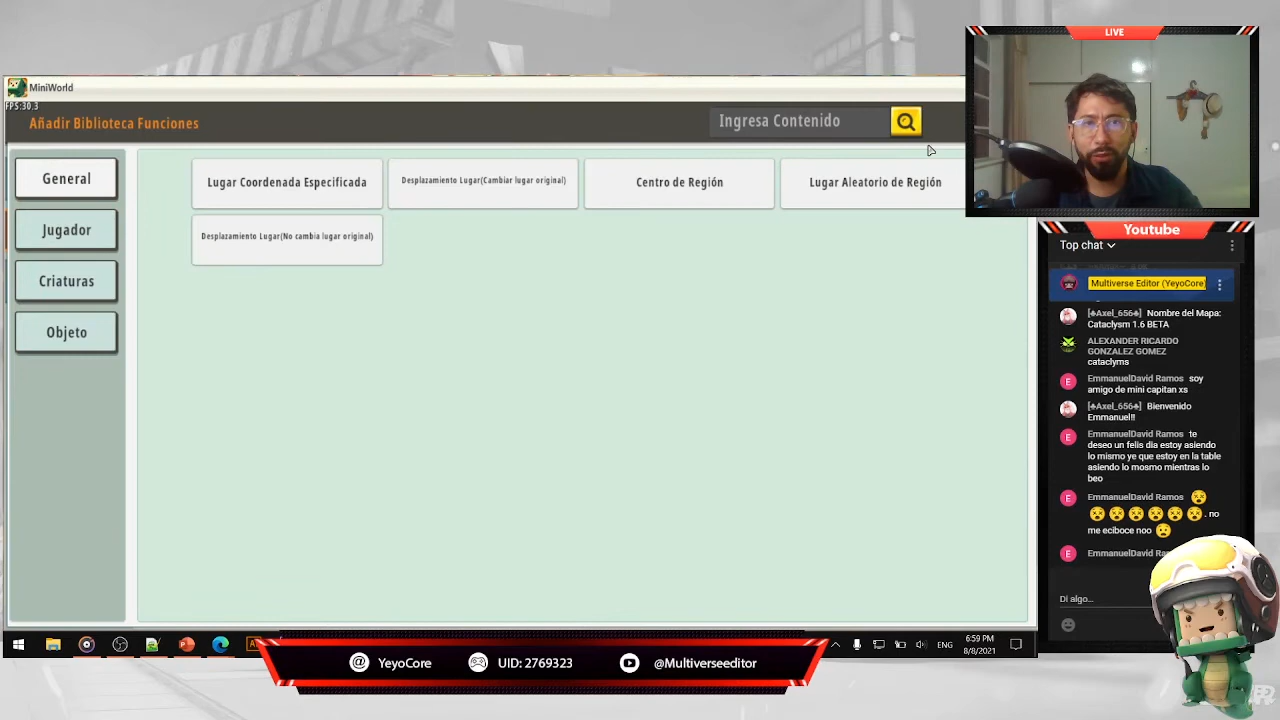 LIVE
MiniWorld
FPS:30.3
Añadir Biblioteca Funciones
Ingresa Contenido
General
Jugador
Criaturas
Objeto
Lugar Coordenada Especificada
Desplazamiento Lugar(Cambiar lugar original)
Centro de Región
Lugar Aleatorio de Región
Desplazamiento Lugar(No cambia lugar original)
Youtube
Top chat
Multiverse Editor (YeyoCore)
[♣Axel_656♣] Nombre del Mapa:
Cataclysm 1.6 BETA
ALEXANDER RICARDO
GONZALEZ GOMEZ
cataclyms
E
EmmanuelDavid Ramos soy
amigo de mini capitan xs
[♣Axel_656♣] Bienvenido
Emmanuel!!
E
EmmanuelDavid Ramos te
deseo un felis dia estoy asiendo
lo mismo ye que estoy en la table
asiendo lo mosmo mientras lo
beo
E
EmmanuelDavid Ramos 😵
😵😵😵😵😵😵. no
me eciboce noo 😧
E
EmmanuelDavid
Di algo...
6:59 PM
ENG
8/8/2021
@ YeyoCore
UID: 2769323
@Multiverseeditor